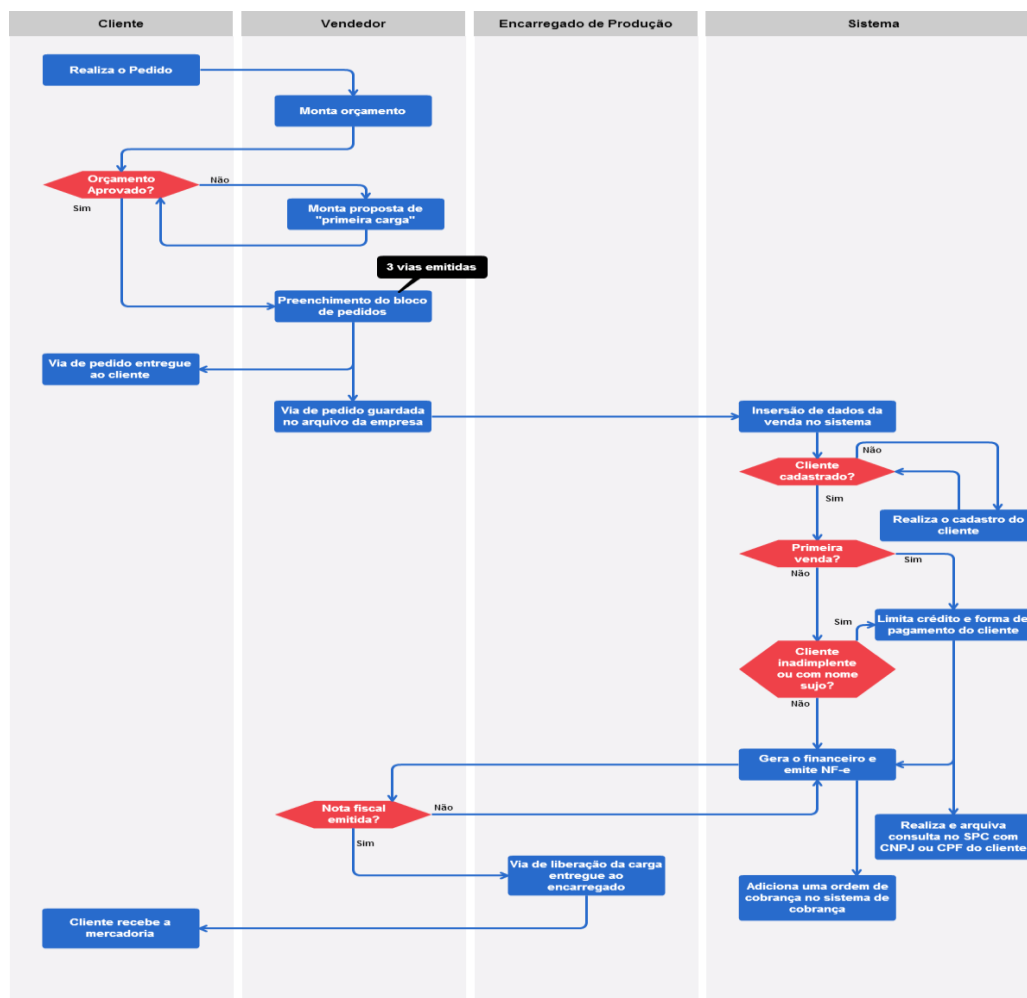 Cliente
Vendedor
Encarregado de Produção
Sistema
Realiza o Pedido
Monta orçamento
Orçamento
Aprovado?
Não
Sim
Monta proposta de
"primeira carga"
3 vias emitidas
Preenchimento do bloco
de pedidos
Via de pedido entregue
ao cliente
Via de pedido guardada
no arquivo da empresa
Insersão de dados da
venda no sistema
Não
Cliente
cadastrado?
Sim
Realiza o cadastro do
cliente
Primeira
venda?
Sim
Não
Limita crédito e forma de
pagamento do cliente
Sim
Cliente
inadimplente
ou com nome
sujo?
Não
Gera o financeiro e
emite NF-e
Nota fiscal
emitida?
Não
Sim
Realiza e arquiva
consulta no SPC com
CNPJ ou CPF do cliente
Via de liberação da carga
entregue ao
encarregado
Adiciona uma ordem de
cobrança no sistema de
cobrança
Cliente recebe a
mercadoria